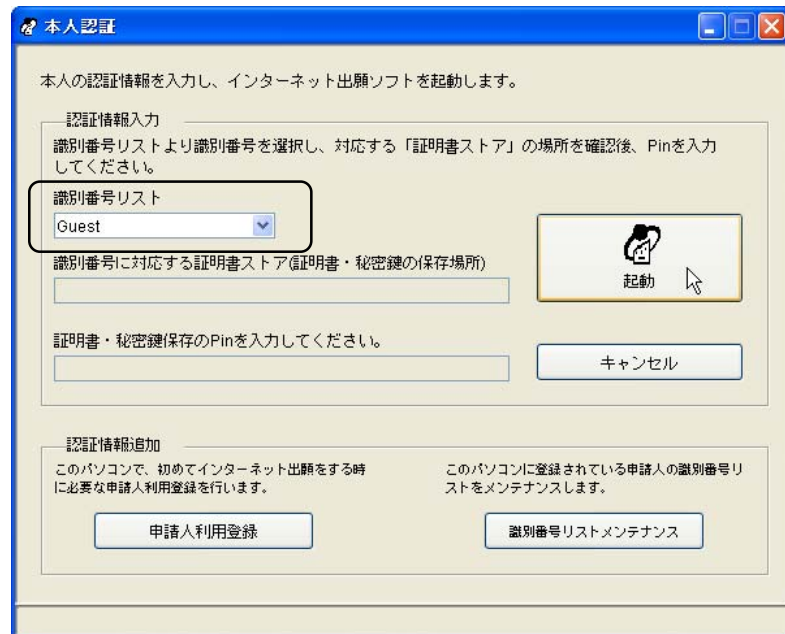 本人認証
本人の認証情報を入力し、インターネット出願ソフトを起動します。
認証情報入力
識別番号リストより識別番号を選択し、対応する「証明書ストア」の場所を確認後、Pinを入力
してください。
識別番号リスト
Guest
識別番号に対応する証明書ストア(証明書・秘密鍵の保存場所)
起動
証明書・秘密鍵保存のPinを入力してください。
キャンセル
認証情報追加
このパソコンで、初めてインターネット出願をする時
に必要な申請人利用登録を行います。
申請人利用登録
このパソコンに登録されている申請人の識別番号リ
ストをメンテナンスします。
識別番号リストメンテナンス